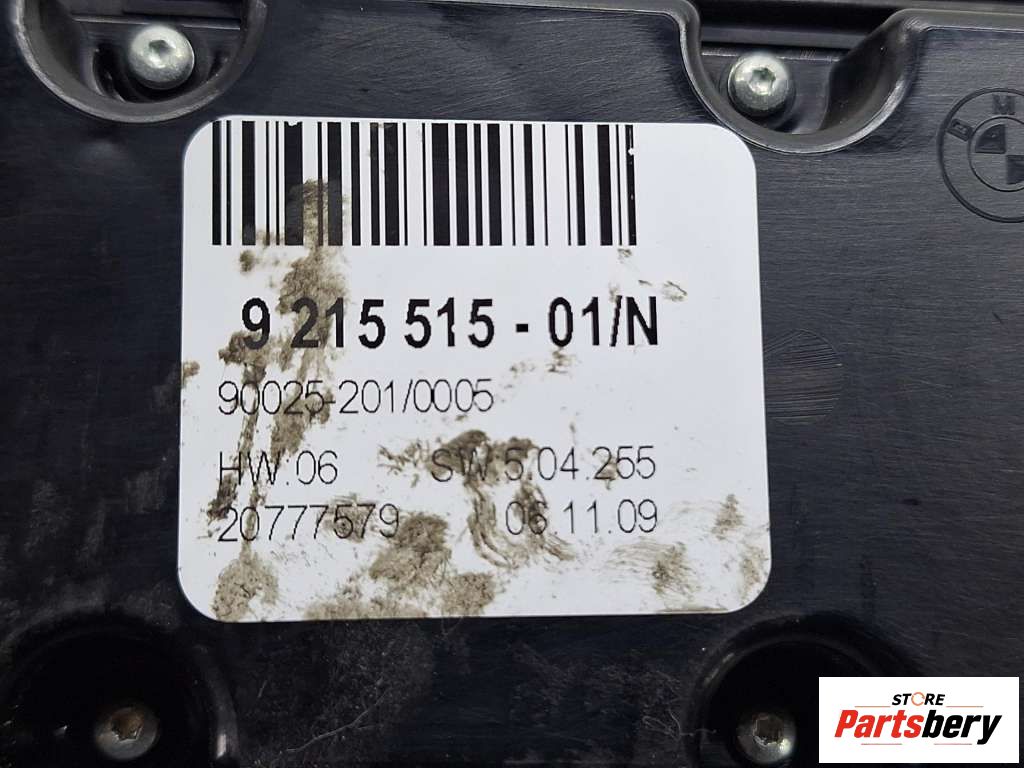 BMW
9 215 515 - 01/N
90025-201/0005
HW:06 SW:5.04.255
20777579 06.11.09
STORE
Partsbery